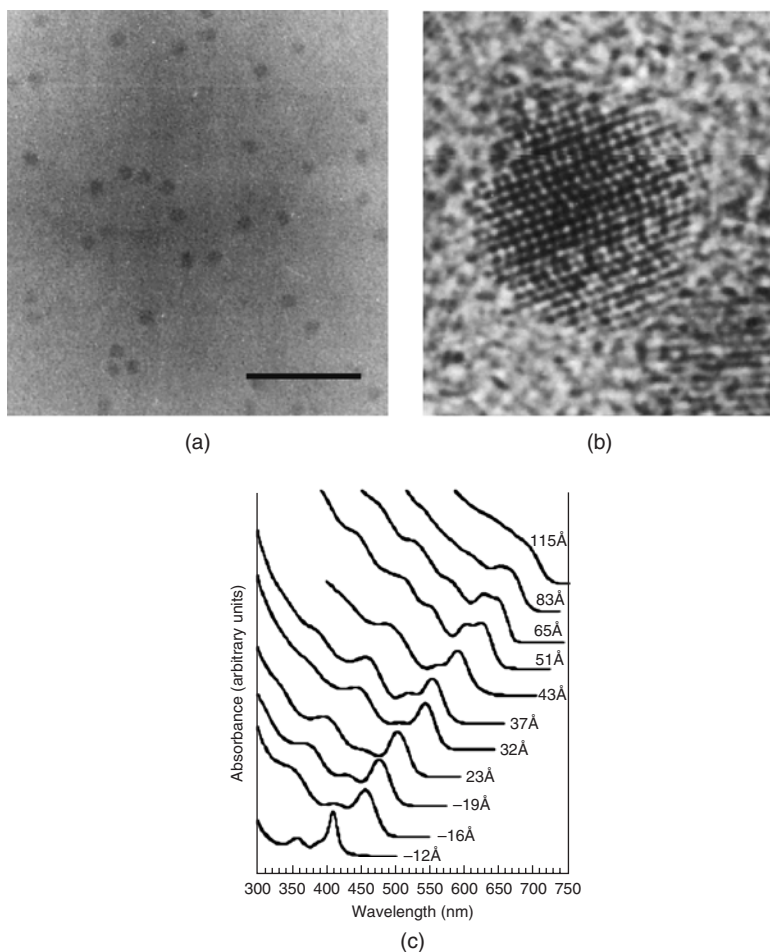 (a)
(b)
Absorbance (arbitrary units)
115Å
83Å
65Å
51Å
43Å
37Å
32Å
23Å
–19Å
–16Å
–12Å
300 350 400 450 500 550 600 650 700 750
Wavelength (nm)
(c)